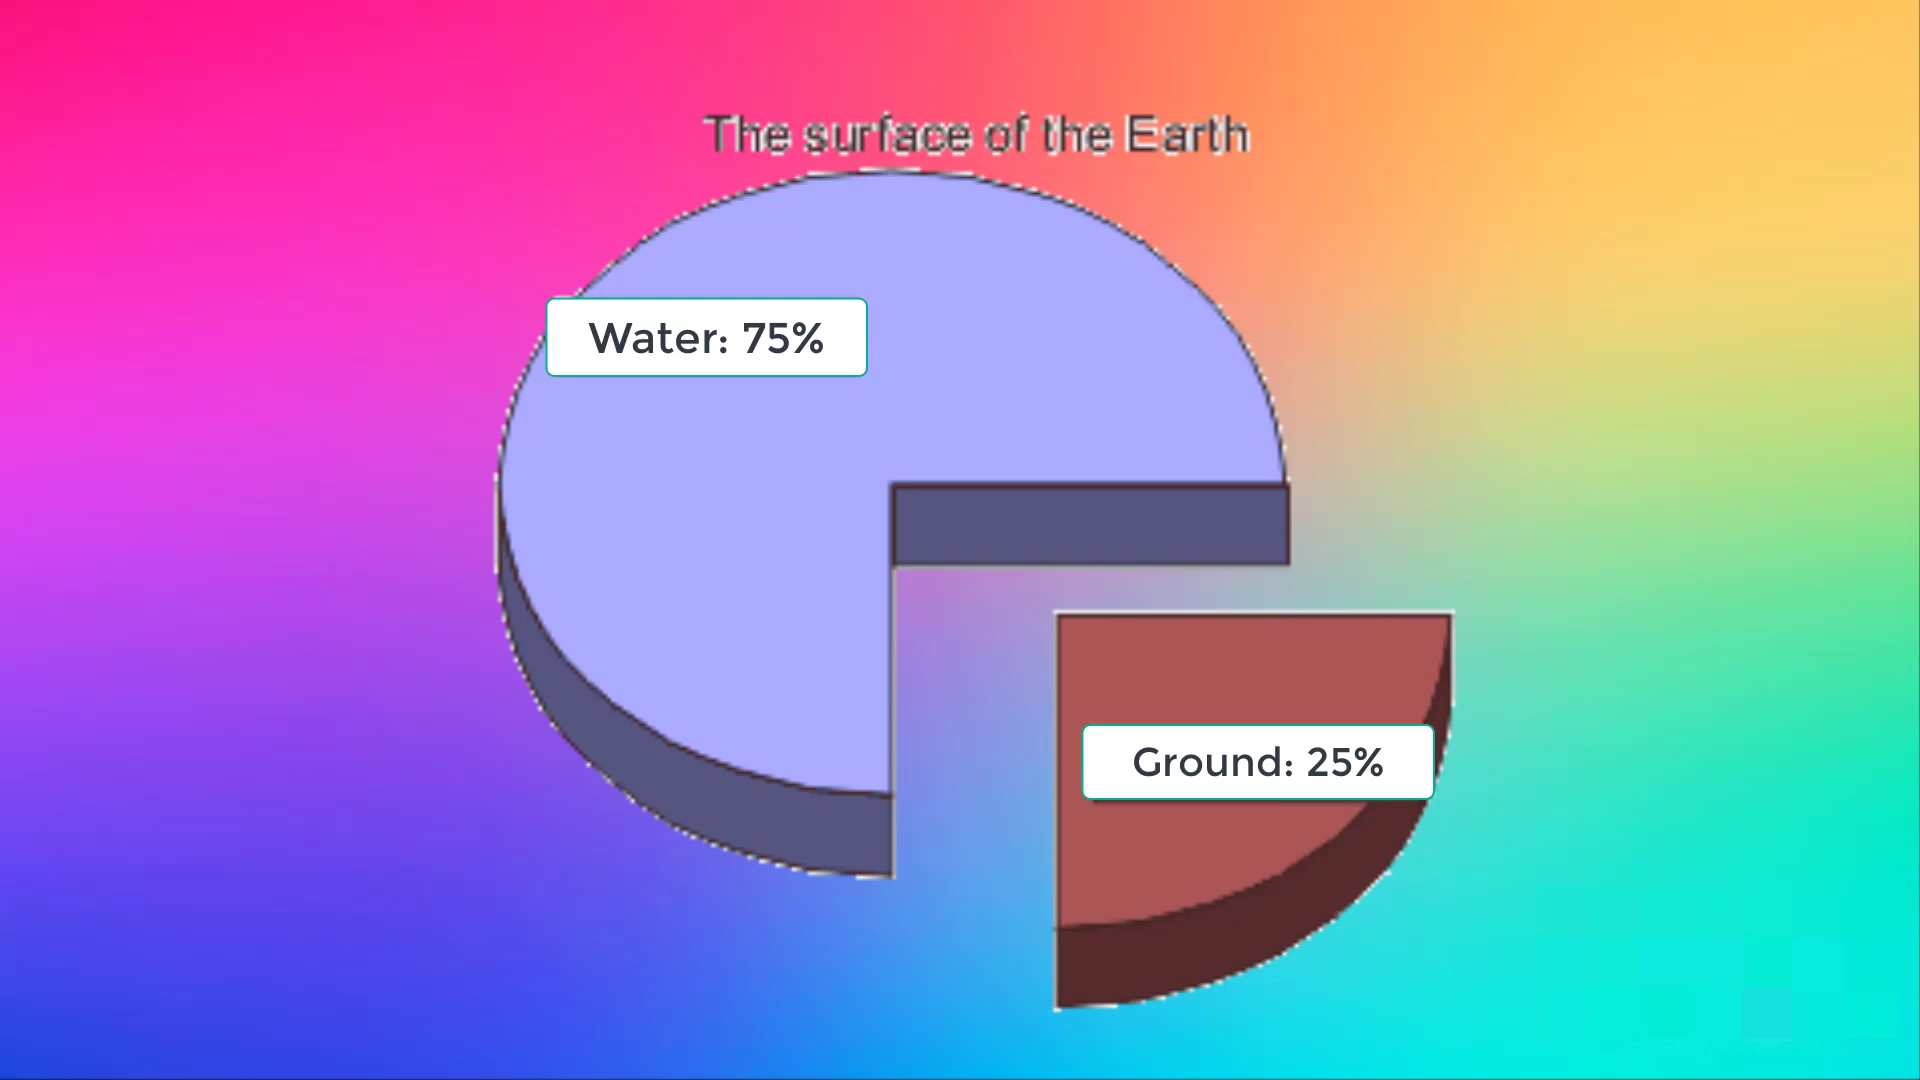 The surface of the Earth
Water: 75%
Ground: 25%